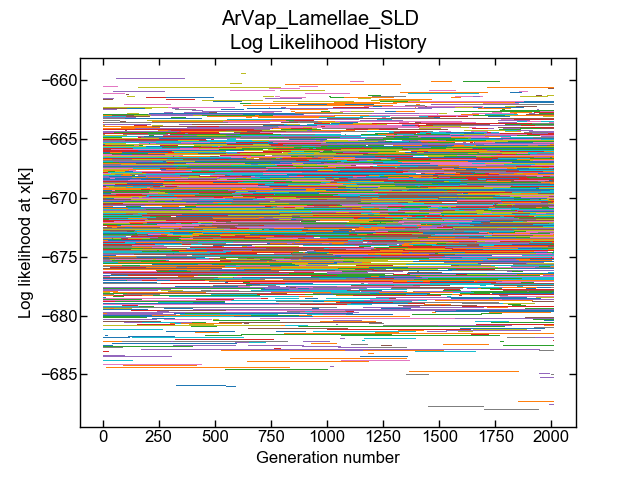 ArVap_Lamellae_SLD
Log Likelihood History
Log likelihood at x[k]
−660
−665
−670
−675
−680
−685
0 250 500 750 1000 1250 1500 1750 2000
Generation number